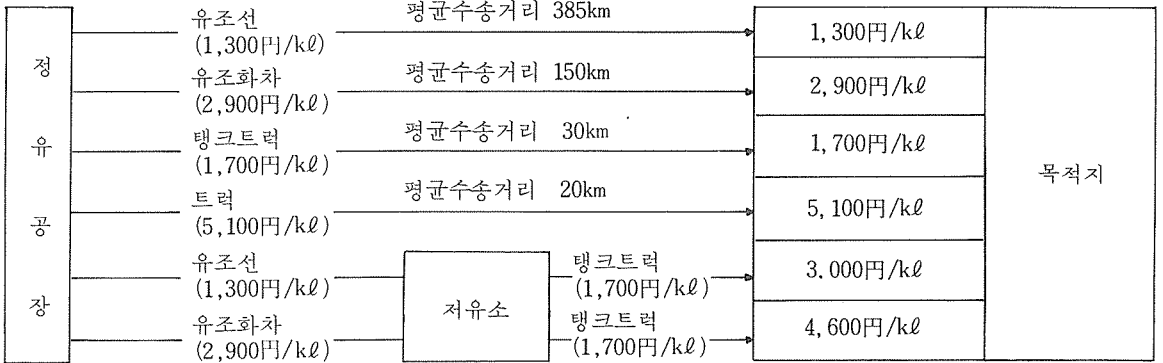 정유공장
유조선
(1,300円/kℓ)
평균수송거리 385km
1,300円/kℓ
유조화차
(2,900円/kℓ)
평균수송거리 150km
2,900円/kℓ
탱크트럭
(1,700円/kℓ)
평균수송거리 30km
1,700円/kℓ
트럭
(5,100円/kℓ)
평균수송거리 20km
5,100円/kℓ
유조선
(1,300円/kℓ)
저유소
탱크트럭
(1,700円/kℓ)
3.000円/kℓ
유조화차
(2,900円/kℓ)
탱크트럭
(1,700円/kℓ)
4,600円/kℓ
목적지